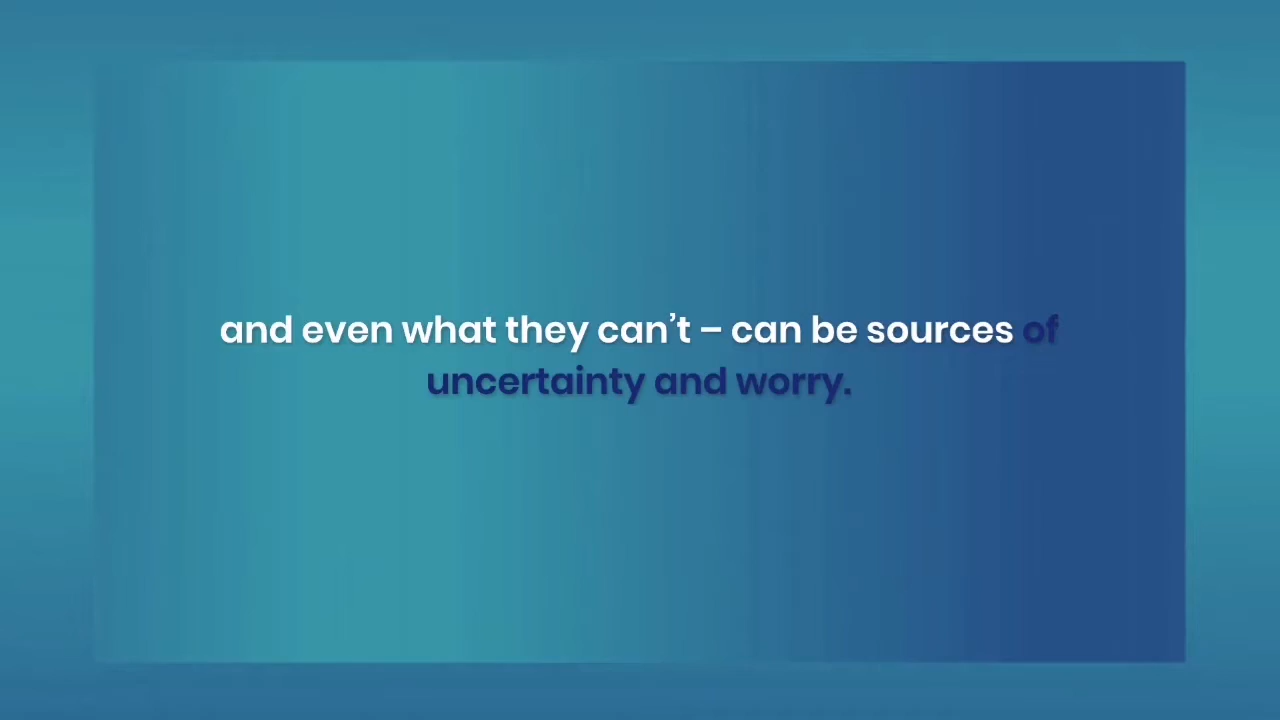 and even what they can’t – can be sources of
uncertainty and worry.